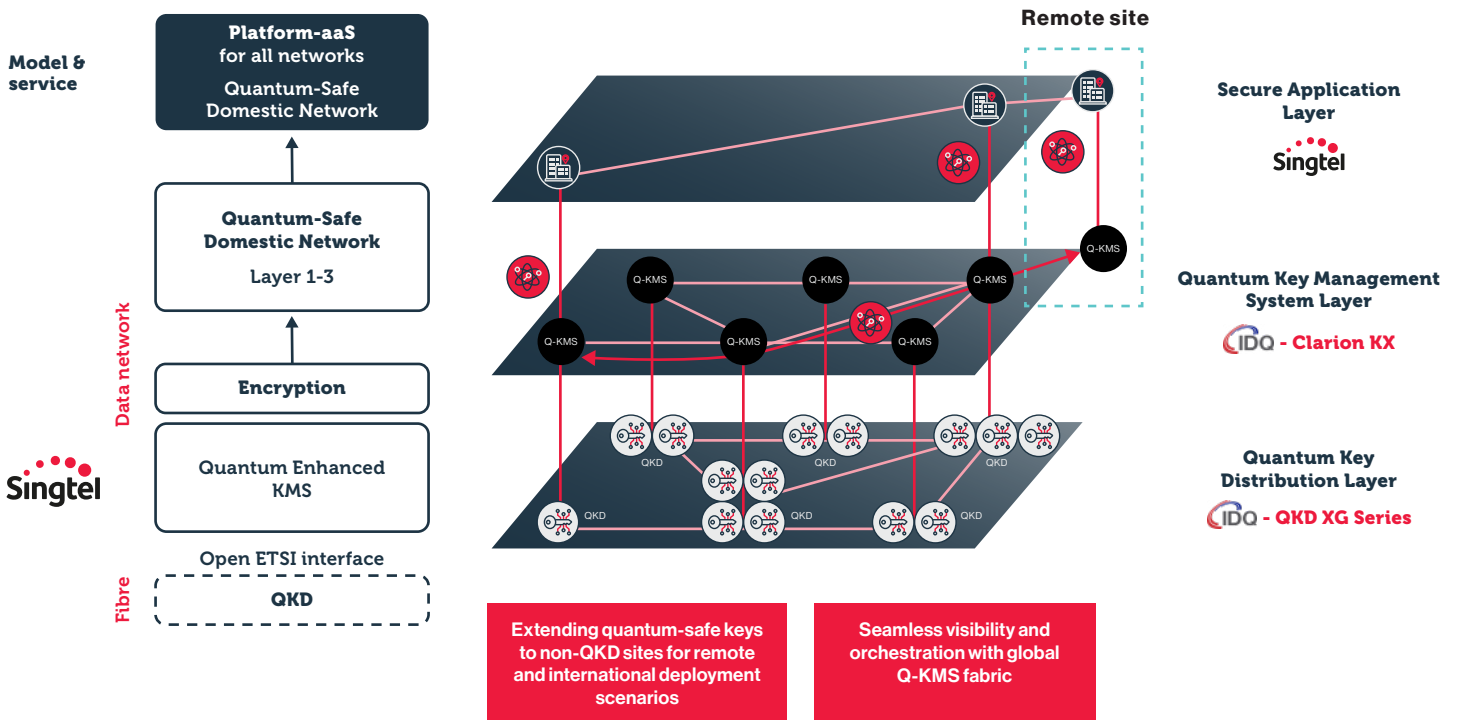 Model &
service
Platform-aaS
for all networks
Quantum-Safe
Domestic Network
Quantum-Safe
Domestic Network
Layer 1-3
Data network
Encryption
Singtel
Quantum Enhanced
KMS
Open ETSI interface
Fibre
QKD
Remote site
Q-KMS
Q-KMS
Q-KMS
Q-KMS
Q-KMS
Q-KMS
Q-KMS
QKD
QKD
QKD
QKD
QKD
QKD
Secure Application
Layer
Singtel
Quantum Key Management
System Layer
IDQ - Clarion KX
Quantum Key
Distribution Layer
IDQ - QKD XG Series
Extending quantum-safe keys
to non-QKD sites for remote
and international deployment
scenarios
Seamless visibility and
orchestration with global
Q-KMS fabric